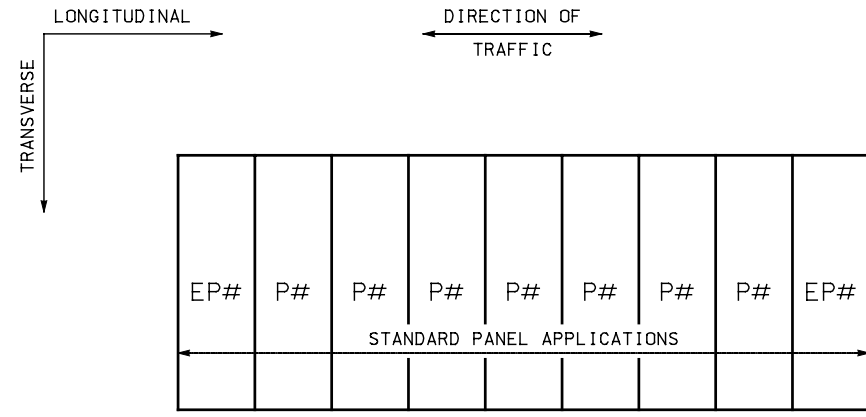 LONGITUDINAL
DIRECTION OF
TRAFFIC
TRANSVERSE
EP# P# P# P# P# P# P# P# EP#
STANDARD PANEL APPLICATIONS